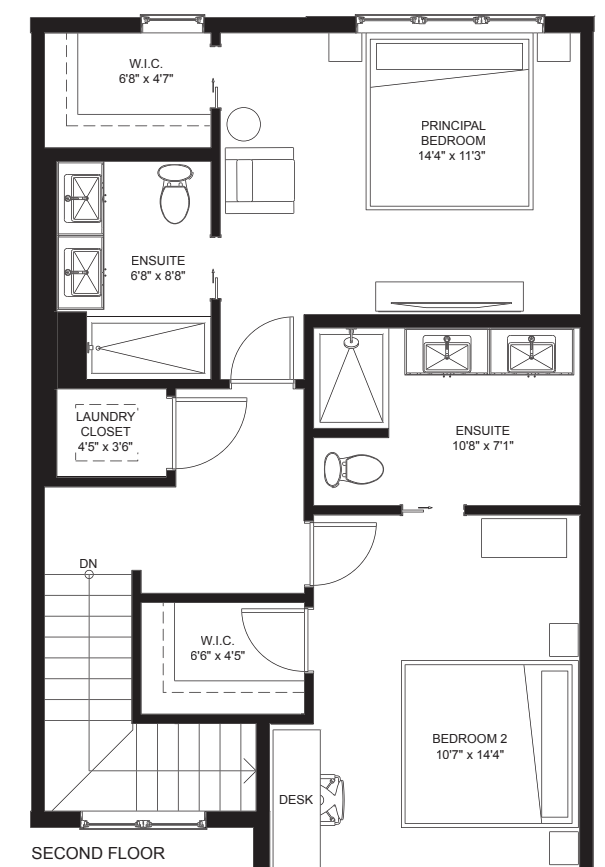 W.I.C.
6'8" x 4'7"
PRINCIPAL
BEDROOM
14'4" x 11'3"
ENSUITE
6'8" x 8'8"
LAUNDRY
CLOSET
4'5" x 3'6"
ENSUITE
10'8" x 7'1"
DN
W.I.C.
6'6" x 4'5"
BEDROOM 2
10'7" x 14'4"
DESK
SECOND FLOOR